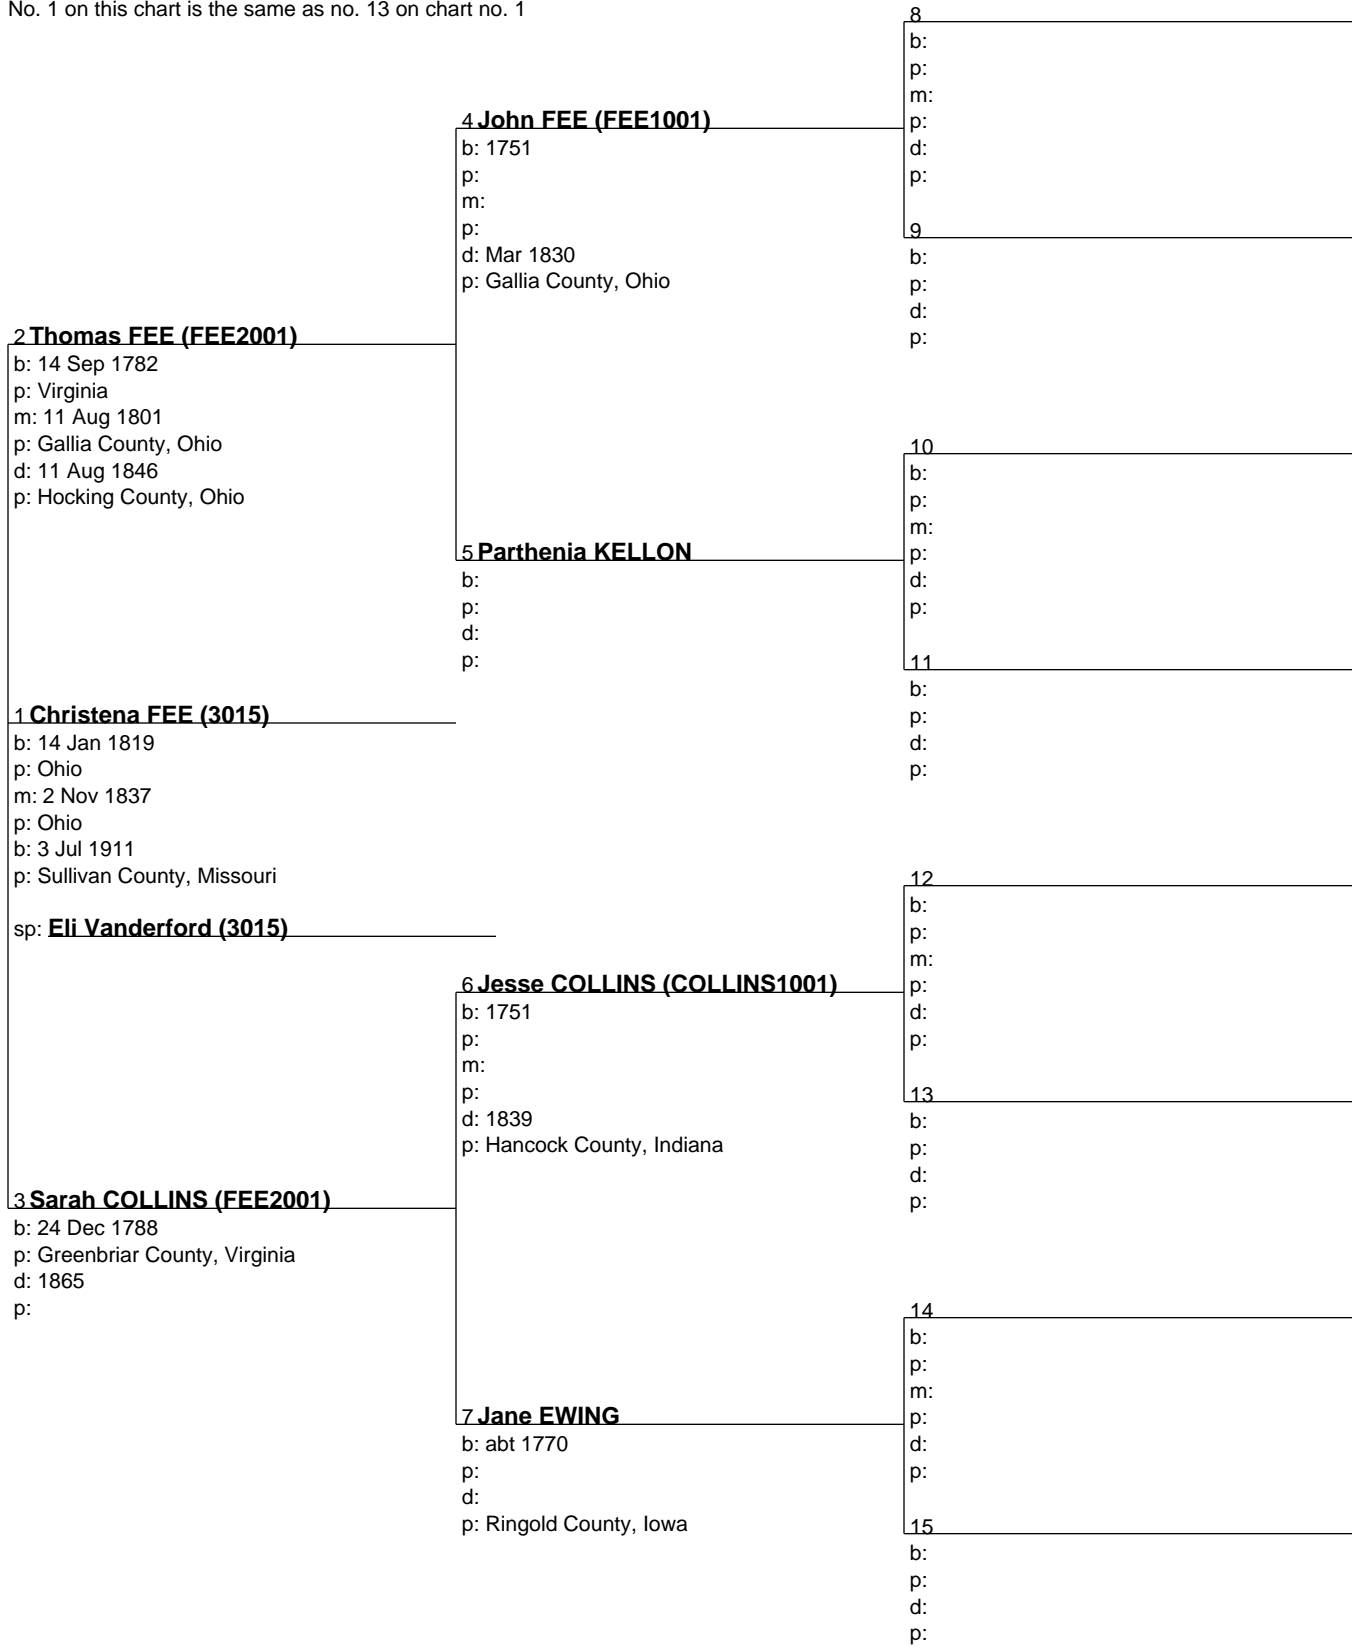 No. 1 on this chart is the same as no. 13 on chart no. 1
8
b:
p:
m:
p:
d:
p:
4 John FEE (FEE1001)
b: 1751
p:
m:
p:
d: Mar 1830
p: Gallia County, Ohio
9
b:
p:
d:
p:
2 Thomas FEE (FEE2001)
b: 14 Sep 1782
p: Virginia
m: 11 Aug 1801
p: Gallia County, Ohio
d: 11 Aug 1846
p: Hocking County, Ohio
10
b:
p:
m:
p:
d:
p:
5 Parthenia KELLON
b:
p:
d:
p:
11
b:
p:
d:
p:
1 Christena FEE (3015)
b: 14 Jan 1819
p: Ohio
m: 2 Nov 1837
p: Ohio
b: 3 Jul 1911
p: Sullivan County, Missouri
sp: Eli Vanderford (3015)
12
b:
p:
m:
p:
d:
p:
6 Jesse COLLINS (COLLINS1001)
b: 1751
p:
m:
p:
d: 1839
p: Hancock County, Indiana
13
b:
p:
d:
p:
3 Sarah COLLINS (FEE2001)
b: 24 Dec 1788
p: Greenbriar County, Virginia
d: 1865
p:
14
b:
p:
m:
p:
d:
p:
7 Jane EWING
b: abt 1770
p:
d:
p: Ringold County, Iowa
15
b:
p:
d:
p: